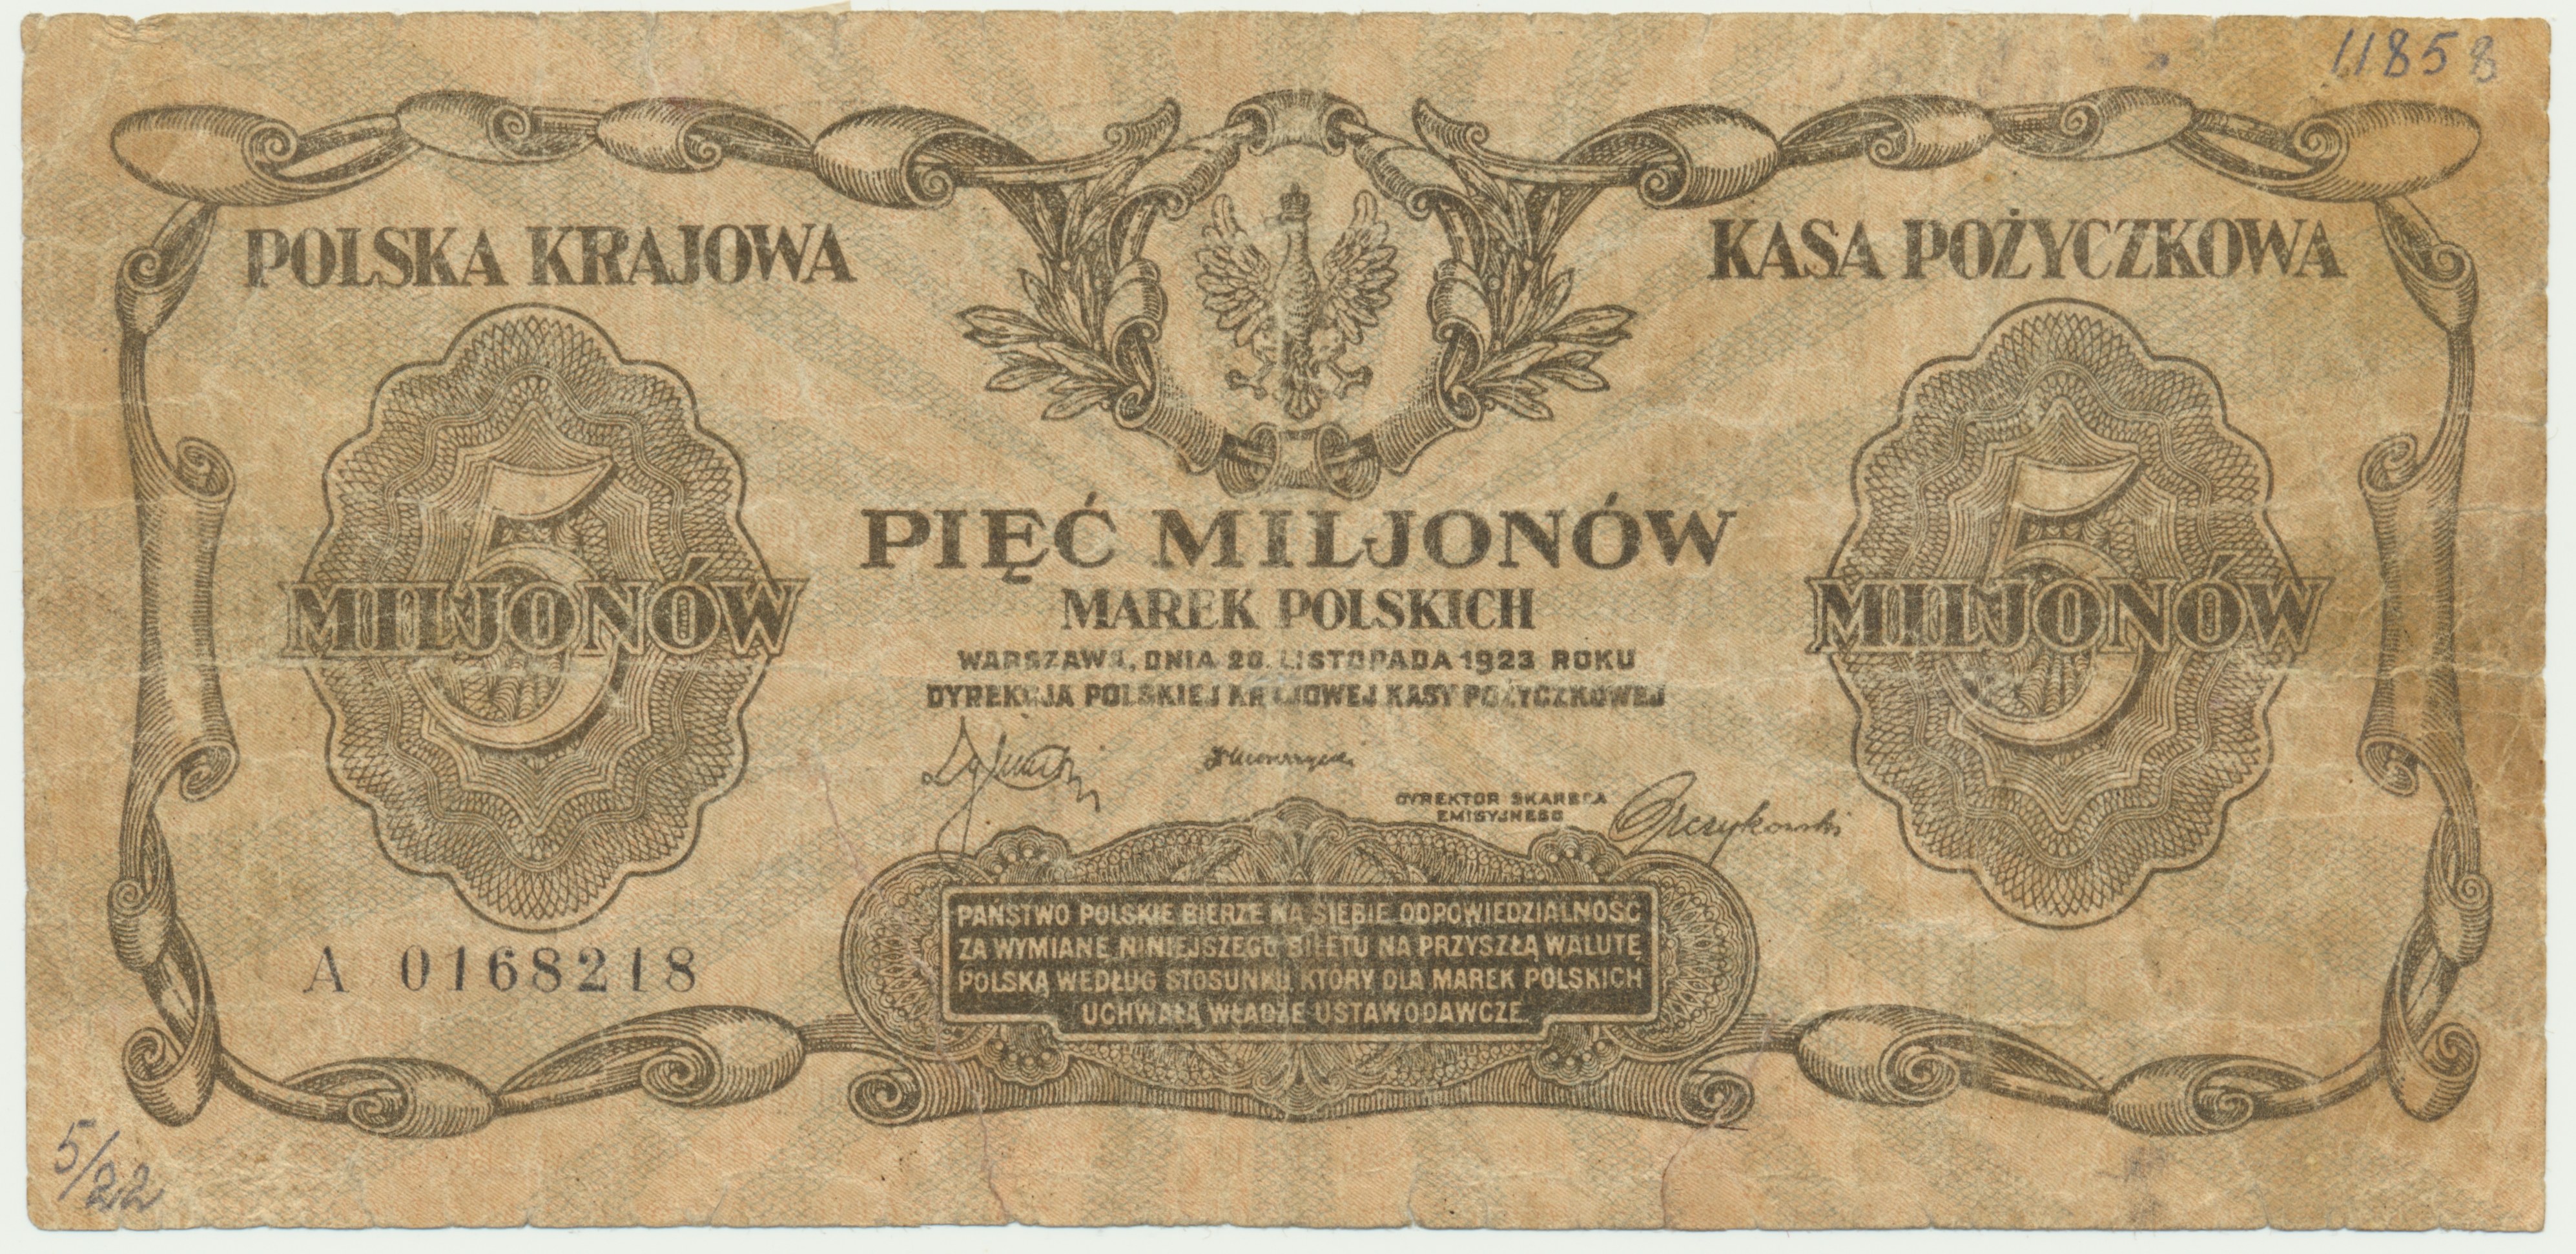 11858
POLSKA KRAJOWA
KASA POŻYCZKOWA
5
MILJONÓW
5
MILJONÓW
PIĘĆ MILJONÓW
MAREK POLSKICH
WARSZAWA, DNIA 20. LISTOPADA 1923 ROKU
DYREKCJA POLSKIEJ KRAJOWEJ KASY POŻYCZKOWEJ
DYREKTOR SKARBCA
EMISYJNEGO
PAŃSTWO POLSKIE BIERZE NA SIEBIE ODPOWIEDZIALNOŚĆ
ZA WYMIANĘ NINIEJSZEGO BILETU NA PRZYSZŁĄ WALUTĘ
POLSKĄ WEDŁUG STOSUNKU, KTÓRY DLA MAREK POLSKICH
UCHWALĄ WŁADZE USTAWODAWCZE.
A 0168218
5/22